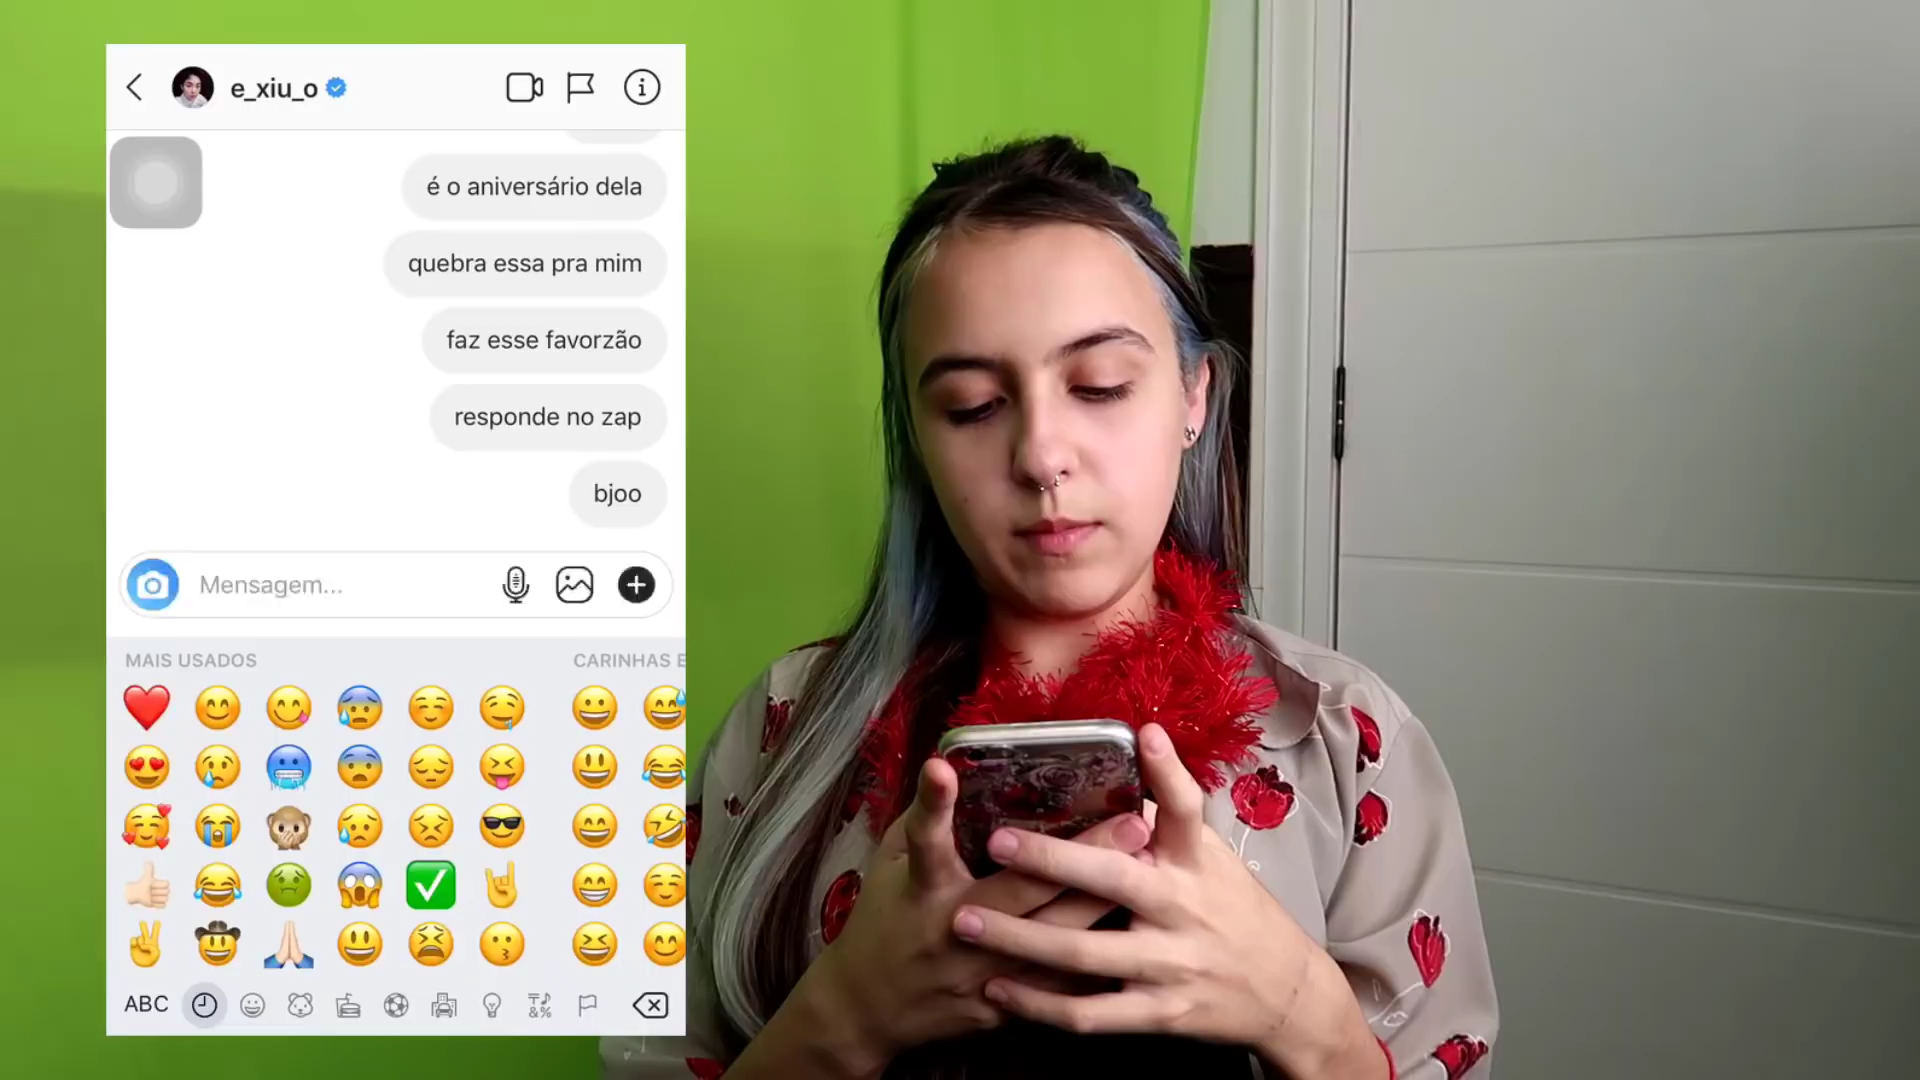 e_xiu_o
é o aniversário dela
quebra essa pra mim
faz esse favorzão
responde no zap
bjoo
Mensagem...
MAIS USADOS
CARINHAS E
ABC